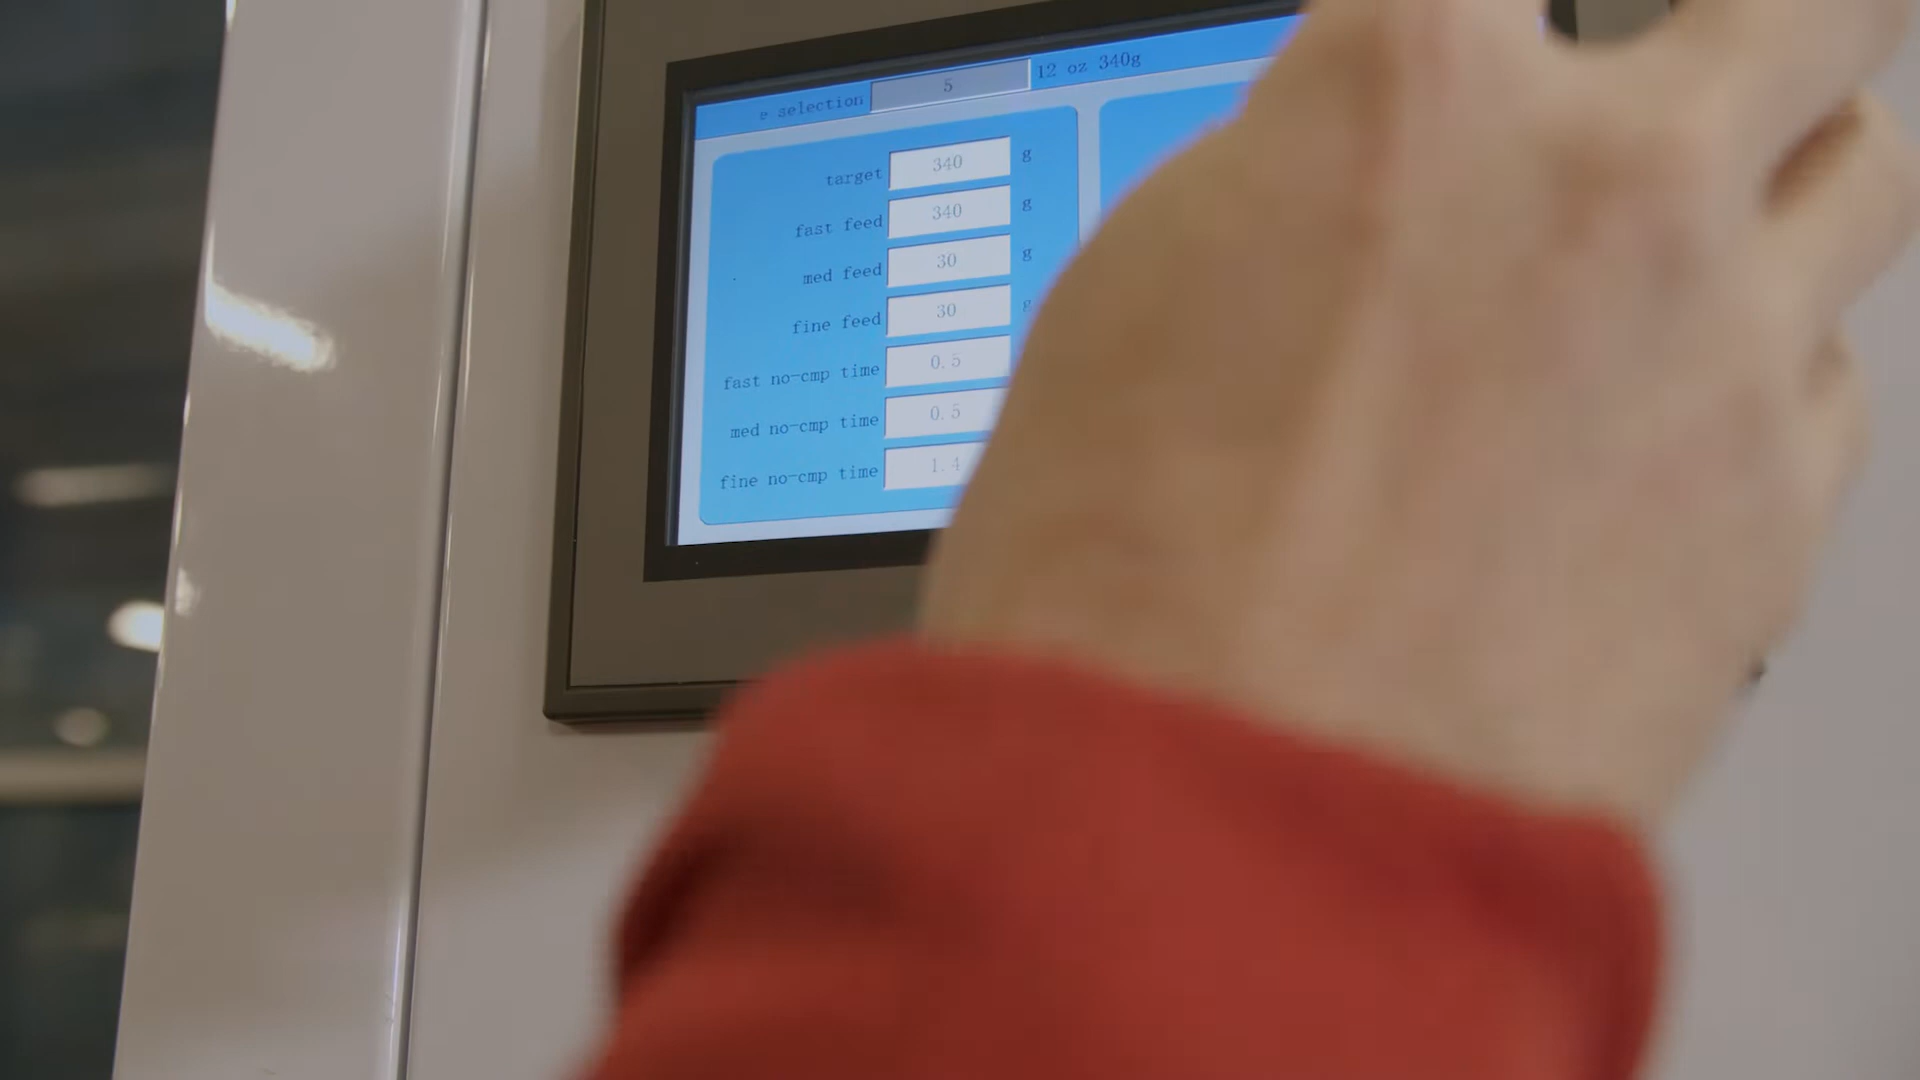 e selection 5 12 oz 340g
target 340 g
fast feed 340 g
med feed 30 g
fine feed 30 g
fast no-cmp time 0.5
med no-cmp time 0.5
fine no-cmp time 1.4